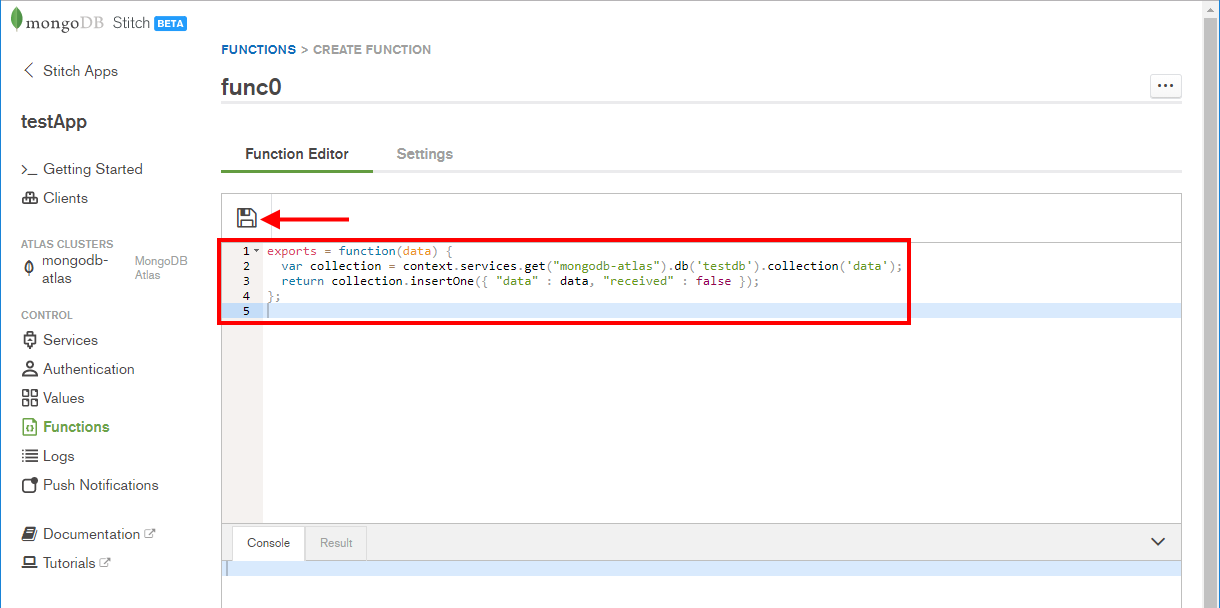 mongoDB Stitch BETA
Stitch Apps
testApp
>_ Getting Started
Clients
ATLAS CLUSTERS
mongodb-atlas MongoDB Atlas
CONTROL
Services
Authentication
Values
Functions
Logs
Push Notifications
Documentation
Tutorials
FUNCTIONS > CREATE FUNCTION
func0
...
Function Editor Settings
1 exports = function(data) {
2 var collection = context.services.get("mongodb-atlas").db('testdb').collection('data');
3 return collection.insertOne({ "data" : data, "received" : false });
4 };
5
Console Result